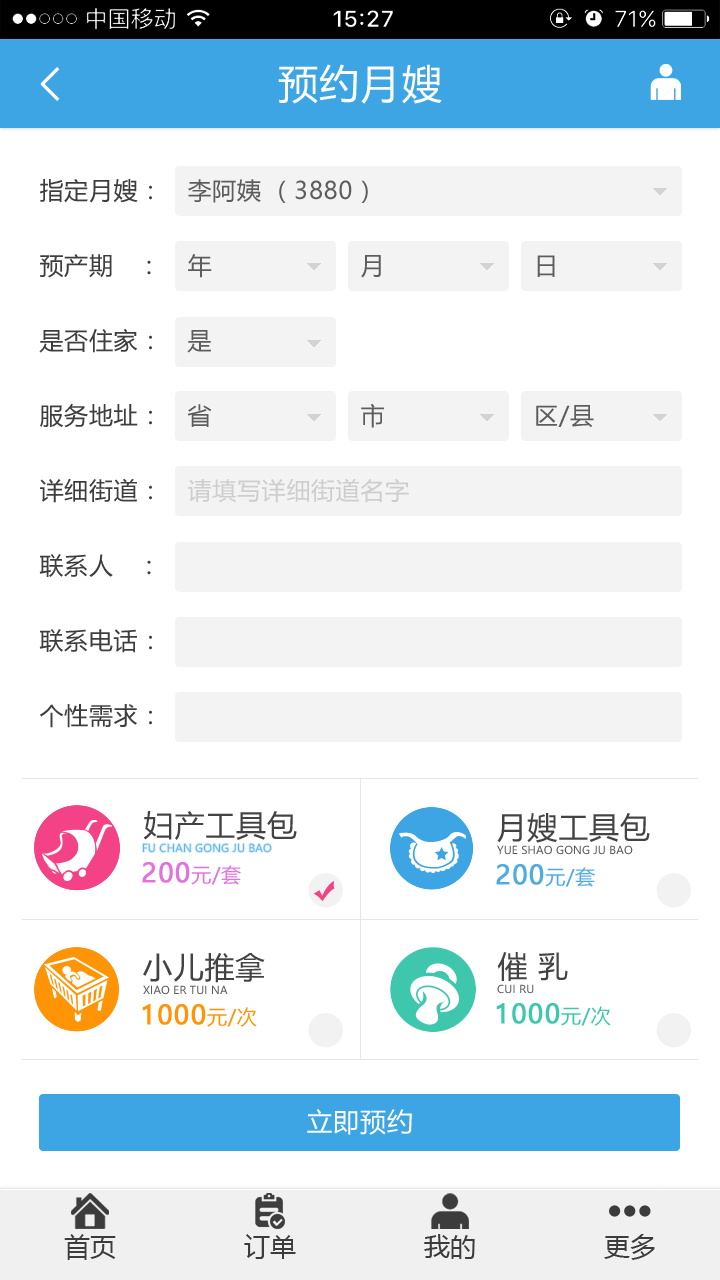 中国移动 15:27 71%
预约月嫂
指定月嫂： 李阿姨（3880）
预产期 ： 年 月 日
是否住家： 是
服务地址： 省 市 区/县
详细街道： 请填写详细街道名字
联系人 ：
联系电话：
个性需求：
妇产工具包
FU CHAN GONG JU BAO
200元/套
月嫂工具包
YUE SHAO GONG JU BAO
200元/套
小儿推拿
XIAO ER TUI NA
1000元/次
催 乳
CUI RU
1000元/次
立即预约
首页 订单 我的 更多